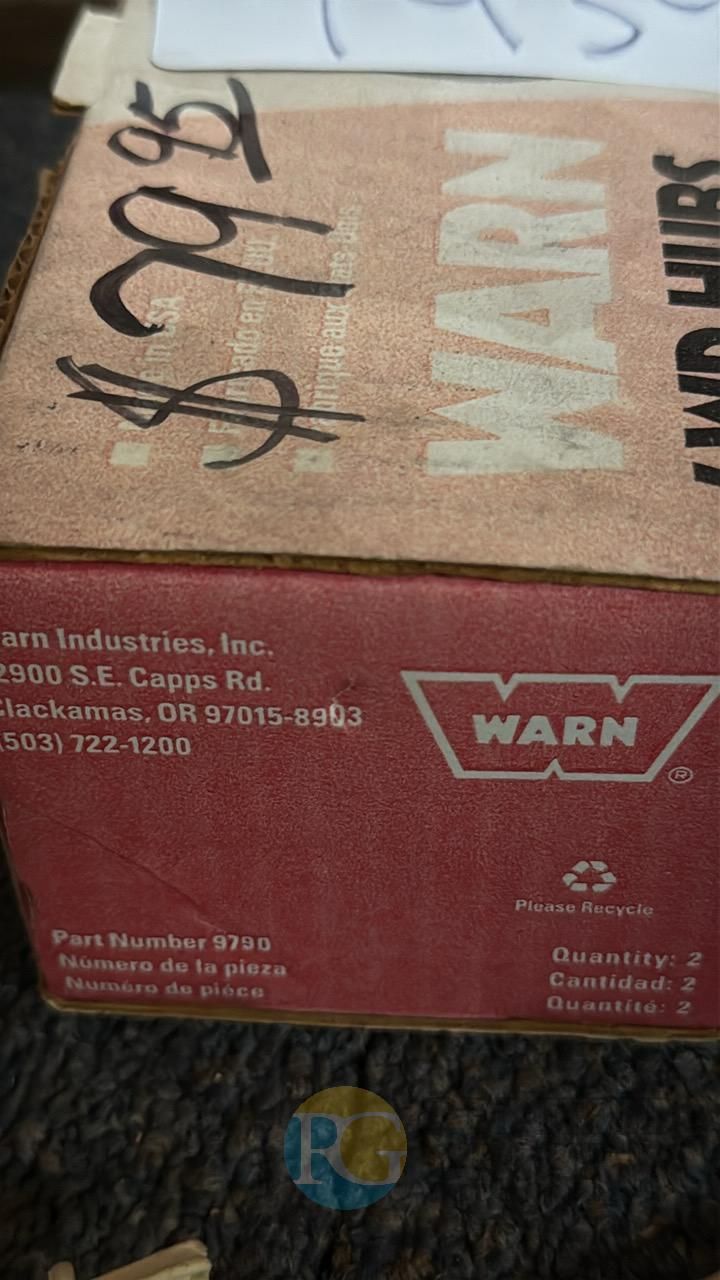 $79 95
WARN
4WD HUBS
arn Industries, Inc.
2900 S.E. Capps Rd.
Clackamas, OR 97015-8903
(503) 722-1200
WARN
®
Please Recycle
Part Number 9790
Número de la pieza
Numéro de pièce
Quantity: 2
Cantidad: 2
Quantité: 2
RG